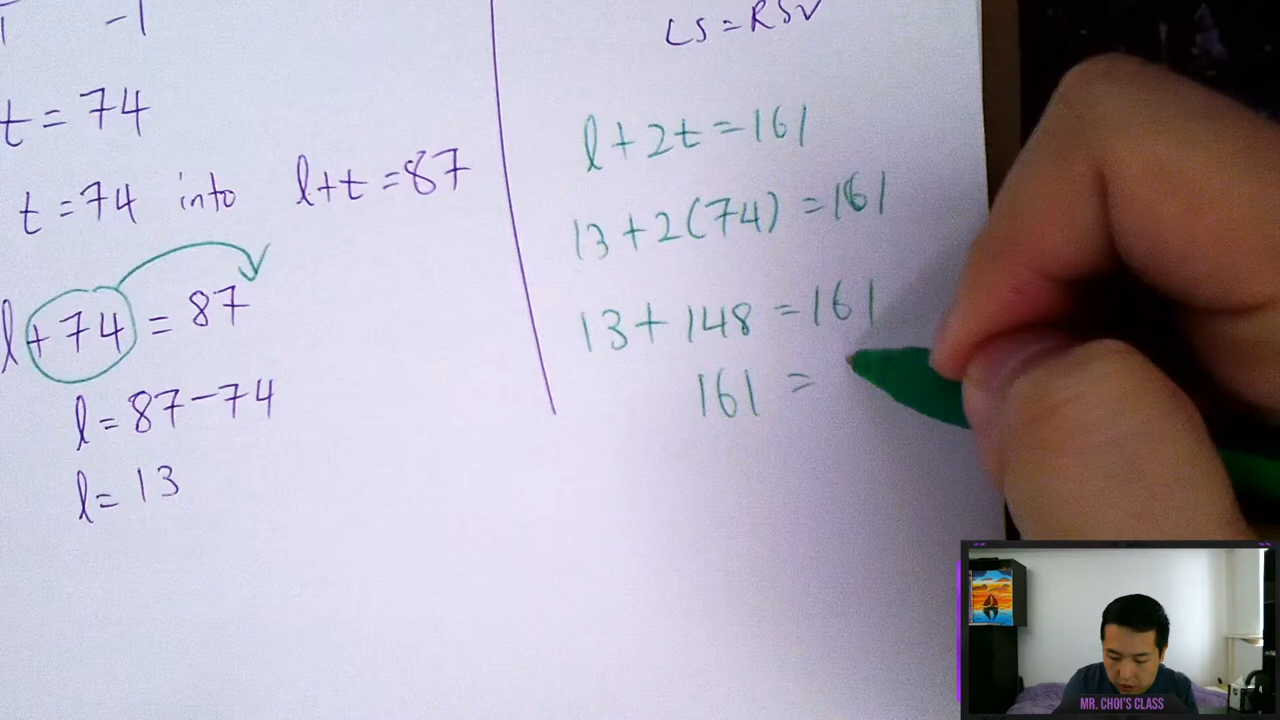 -1
t = 74
t = 74 into l + t = 87
l + 74 = 87
l = 87 - 74
l = 13
LS = RS ✓
l + 2t = 161
13 + 2(74) = 161
13 + 148 = 161
161 =
MR. CHOI'S CLASS